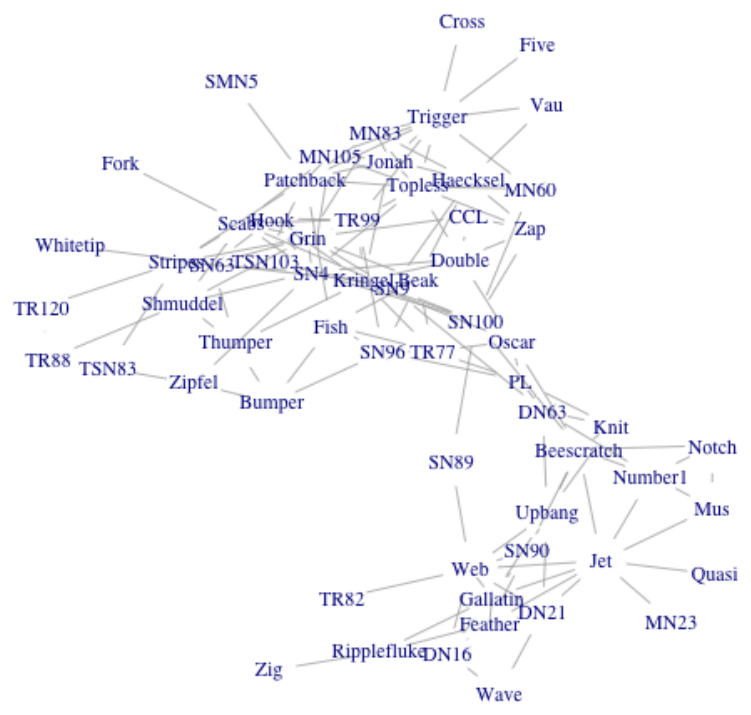 Cross
Five
SMN5
Vau
Trigger
MN83
MN105
Jonah
Fork
Patchback
Topless
Haecksel
MN60
Scabs
Hook
TR99
CCL
Zap
Grin
Whitetip
Stripes
SN63
TSN103
Double
SN4
Kringel
SN9
Beak
Shmuddel
TR120
Fish
SN100
Thumper
Oscar
TR88
TSN83
SN96
TR77
Zipfel
PL
Bumper
DN63
Knit
Beescratch
Notch
SN89
Number1
Upbang
Mus
SN90
Web
Jet
Quasi
TR82
Gallatin
DN21
Feather
MN23
Ripplefluke
DN16
Zig
Wave